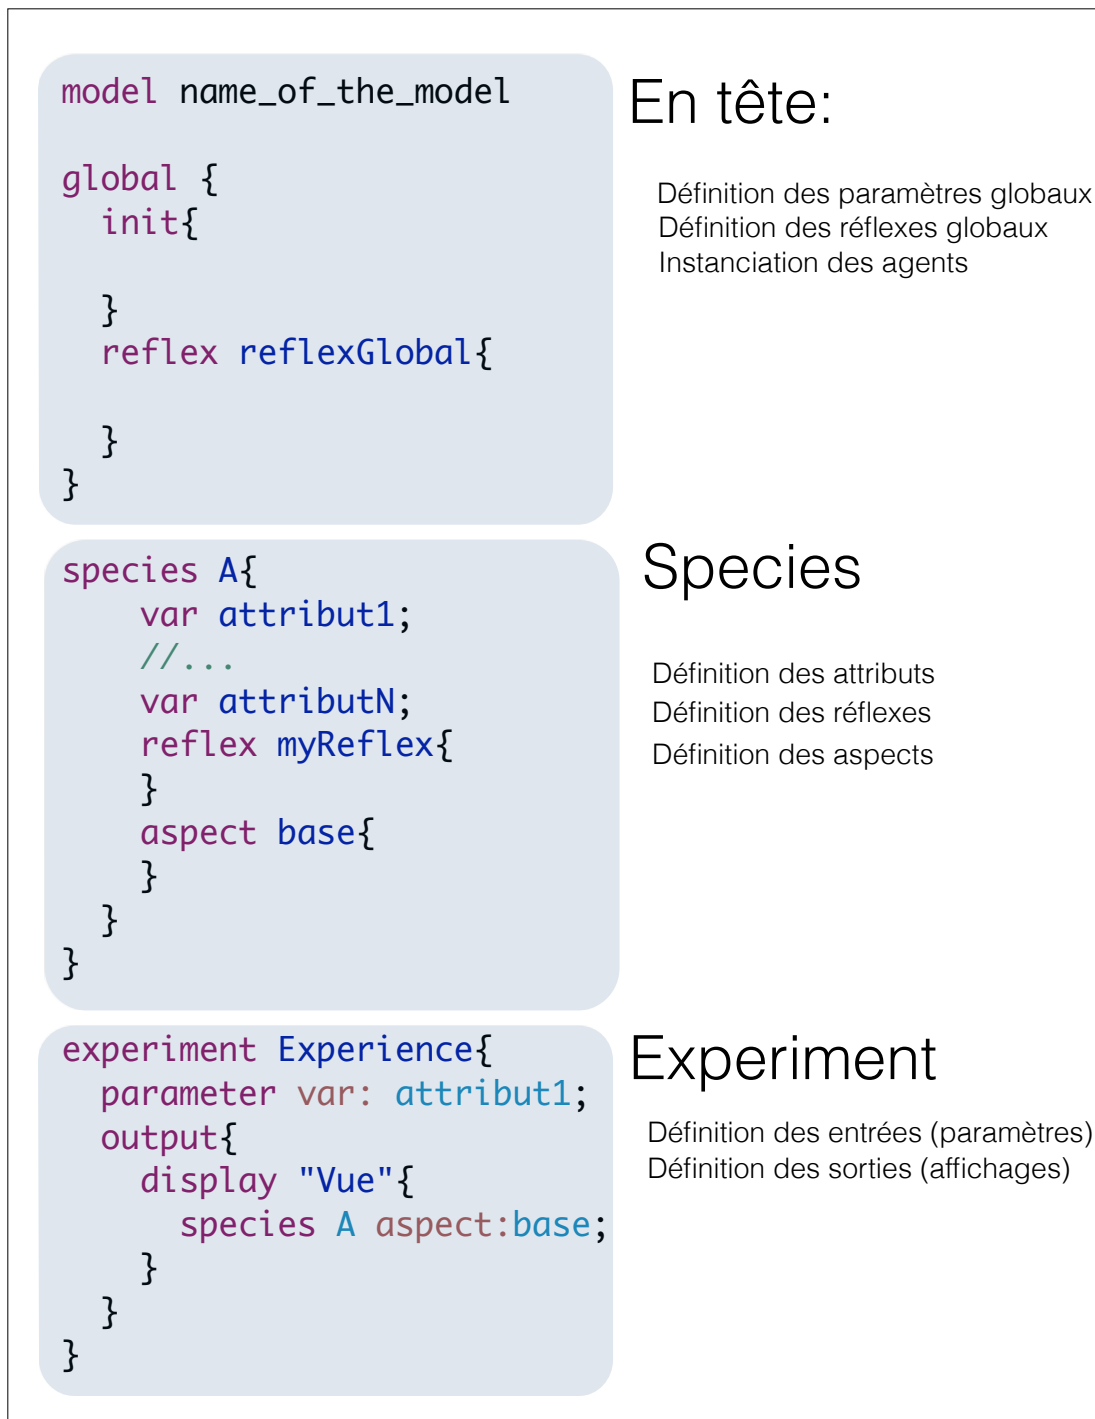 model name_of_the_model
global {
init{
}
reflex reflexGlobal{
}
}
En tête:
Définition des paramètres globaux
Définition des réflexes globaux
Instanciation des agents
species A{
var attribut1;
//...
var attributN;
reflex myReflex{
}
aspect base{
}
}
}
Species
Définition des attributs
Définition des réflexes
Définition des aspects
experiment Experience{
parameter var: attribut1;
output{
display "Vue"{
species A aspect:base;
}
}
}
Experiment
Définition des entrées (paramètres)
Définition des sorties (affichages)